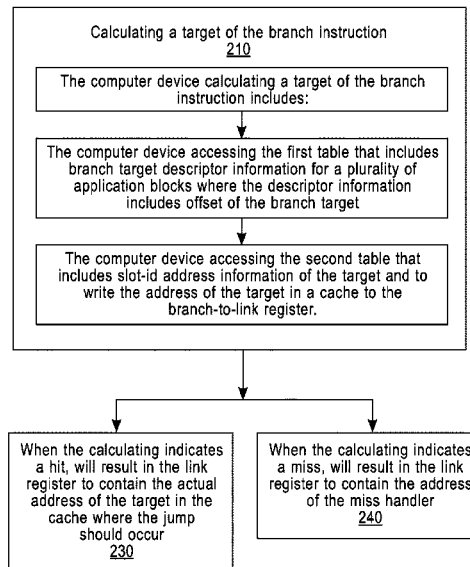 Calculating a target of the branch instruction
210
The computer device calculating a target of the branch
instruction includes:
The computer device accessing the first table that includes
branch target descriptor information for a plurality of
application blocks where the descriptor information
includes offset of the branch target
The computer device accessing the second table that
includes slot-id address information of the target and to
write the address of the target in a cache to the
branch-to-link register.
When the calculating indicates
a hit, will result in the link
register to contain the actual
address of the target in the
cache where the jump
should occur
230
When the calculating indicates
a miss, will result in the link
register to contain the address
of the miss handler
240